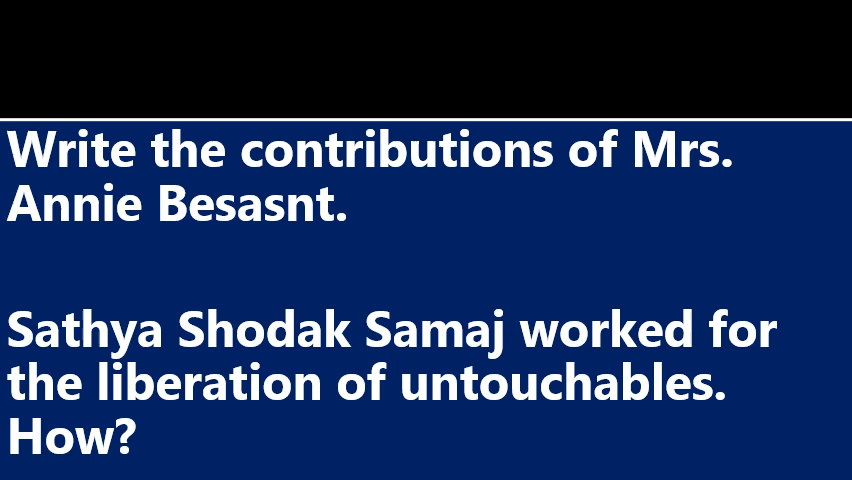 Write the contributions of Mrs.
Annie Besasnt.
Sathya Shodak Samaj worked for
the liberation of untouchables.
How?